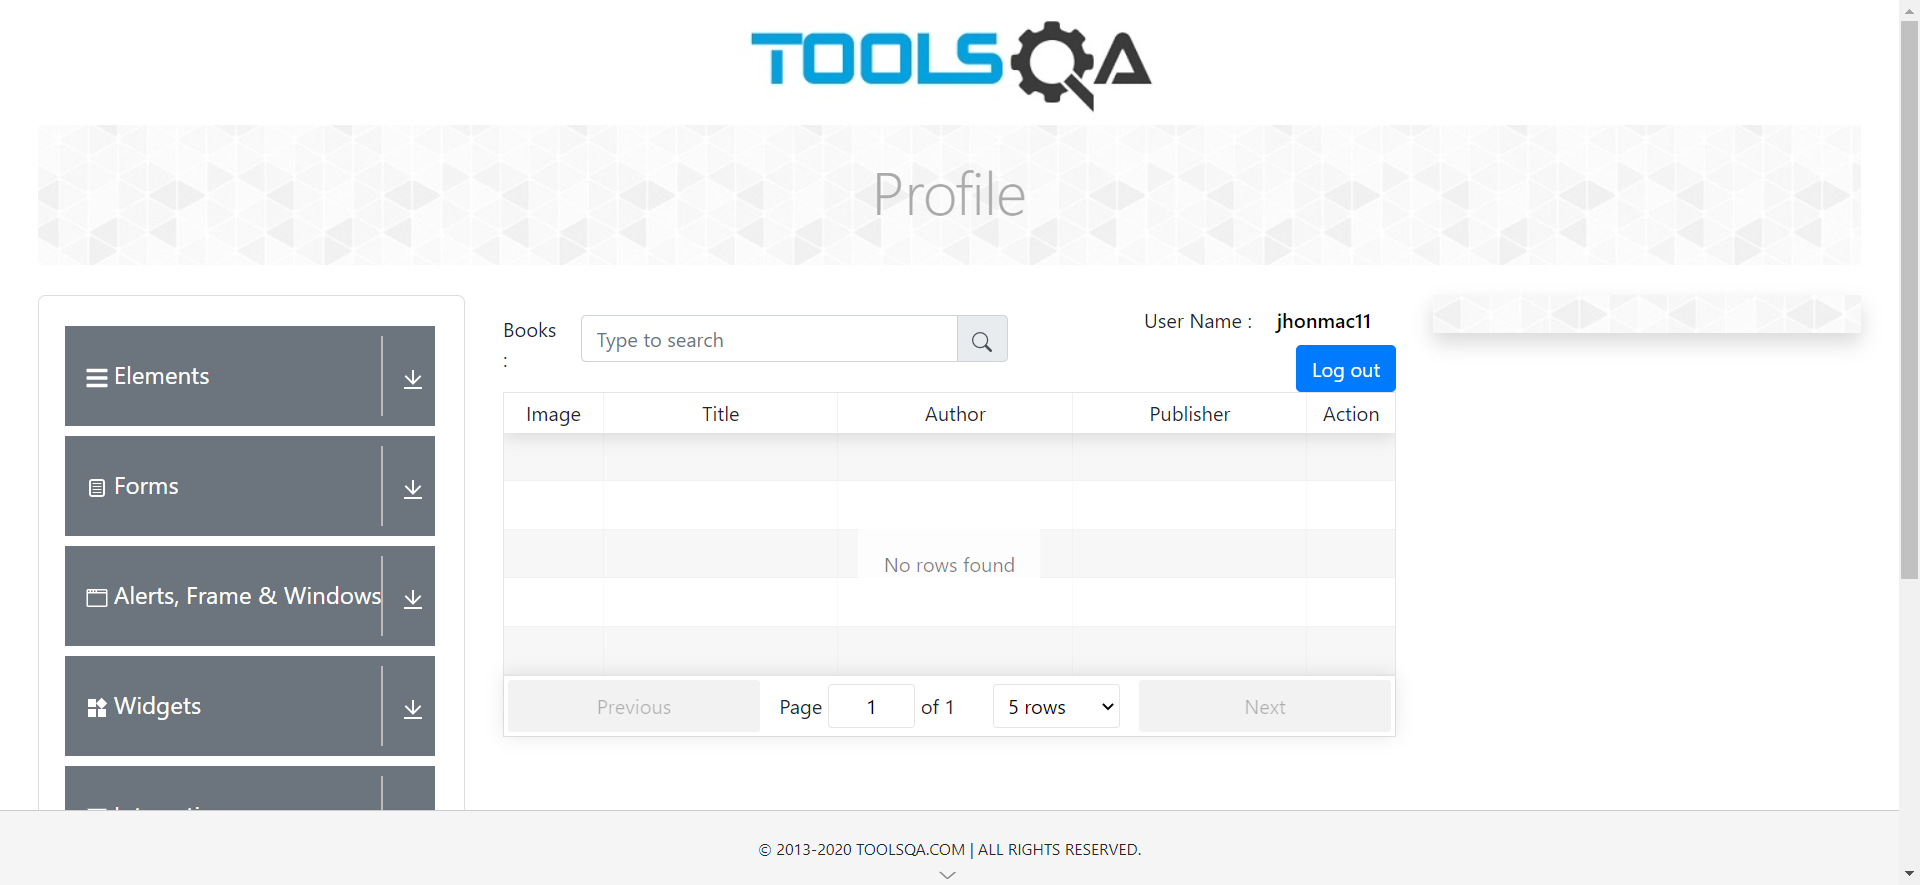 TOOLSQA
Profile
Elements
Forms
Alerts, Frame & Windows
Widgets
Books
:
Type to search
User Name : jhonmac11
Log out
Image Title Author Publisher Action
No rows found
Previous Page 1 of 1 5 rows Next
© 2013-2020 TOOLSQA.COM | ALL RIGHTS RESERVED.